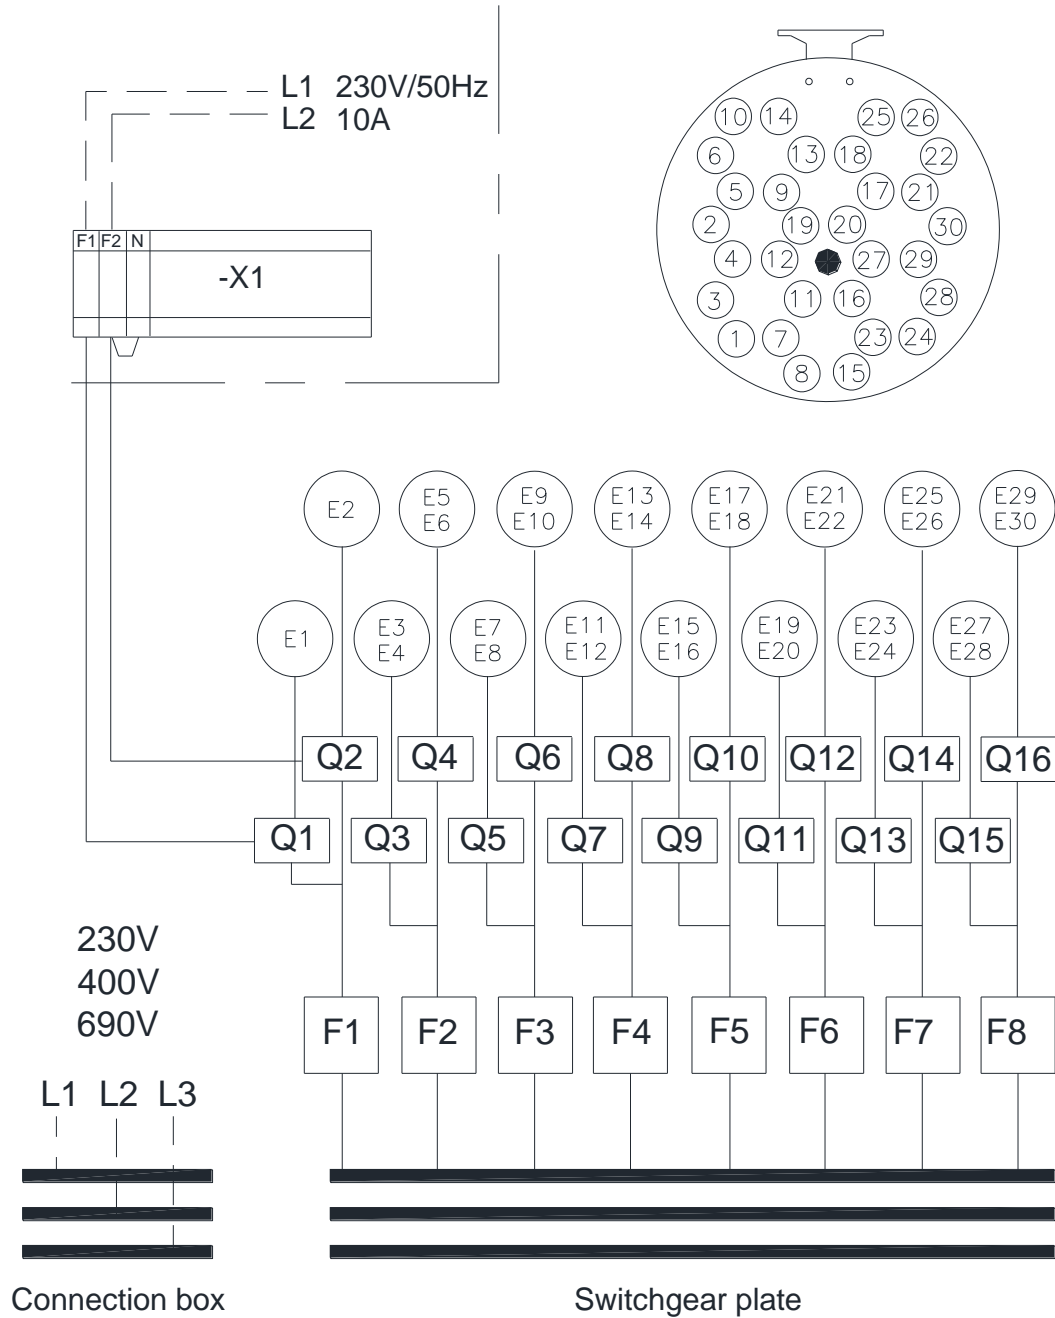 L1 230V/50Hz
L2 10A
F1 F2 N
-X1
10 14 25 26
6 13 18 22
5 9 17 21
2 19 20 30
4 12 27 29
3 11 16 28
1 7 23 24
8 15
E2
E5
E6
E9
E10
E13
E14
E17
E18
E21
E22
E25
E26
E29
E30
E1
E3
E4
E7
E8
E11
E12
E15
E16
E19
E20
E23
E24
E27
E28
Q2 Q4 Q6 Q8 Q10 Q12 Q14 Q16
Q1 Q3 Q5 Q7 Q9 Q11 Q13 Q15
230V
400V
690V
F1 F2 F3 F4 F5 F6 F7 F8
L1 L2 L3
Connection box
Switchgear plate